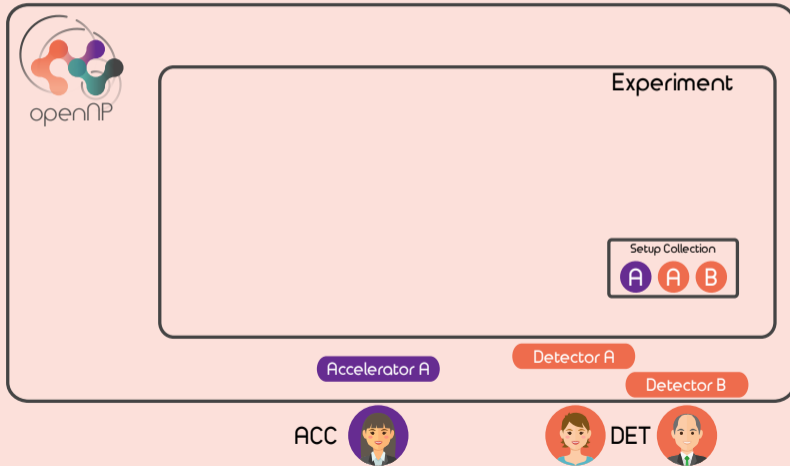 openNP
Experiment
Setup Collection
A A B
Accelerator A
Detector A
Detector B
ACC
DET